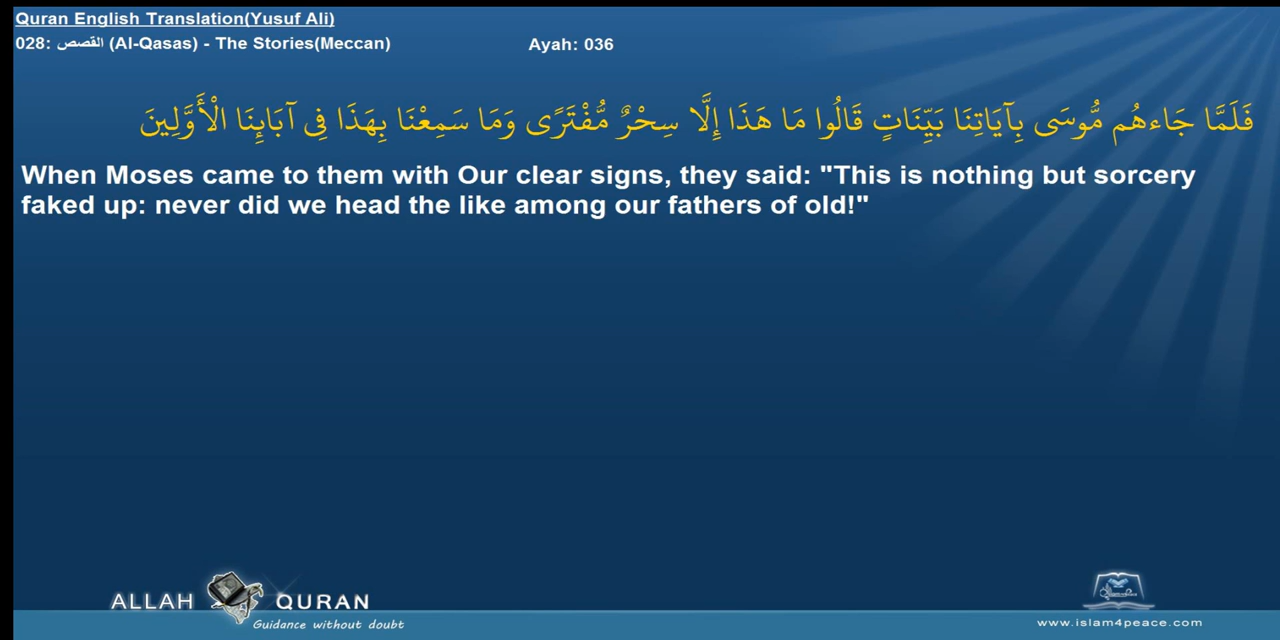 Quran English Translation(Yusuf Ali)
028: القصص (Al-Qasas) - The Stories(Meccan) Ayah: 036
فَلَمَّا جَاءهُم مُّوسَى بِآيَاتِنَا بَيِّنَاتٍ قَالُوا مَا هَذَا إِلَّا سِحْرٌ مُّفْتَرًى وَمَا سَمِعْنَا بِهَذَا فِي آبَائِنَا الْأَوَّلِينَ
When Moses came to them with Our clear signs, they said: "This is nothing but sorcery
faked up: never did we head the like among our fathers of old!"
ALLAH QURAN
Guidance without doubt
www.islam4peace.com